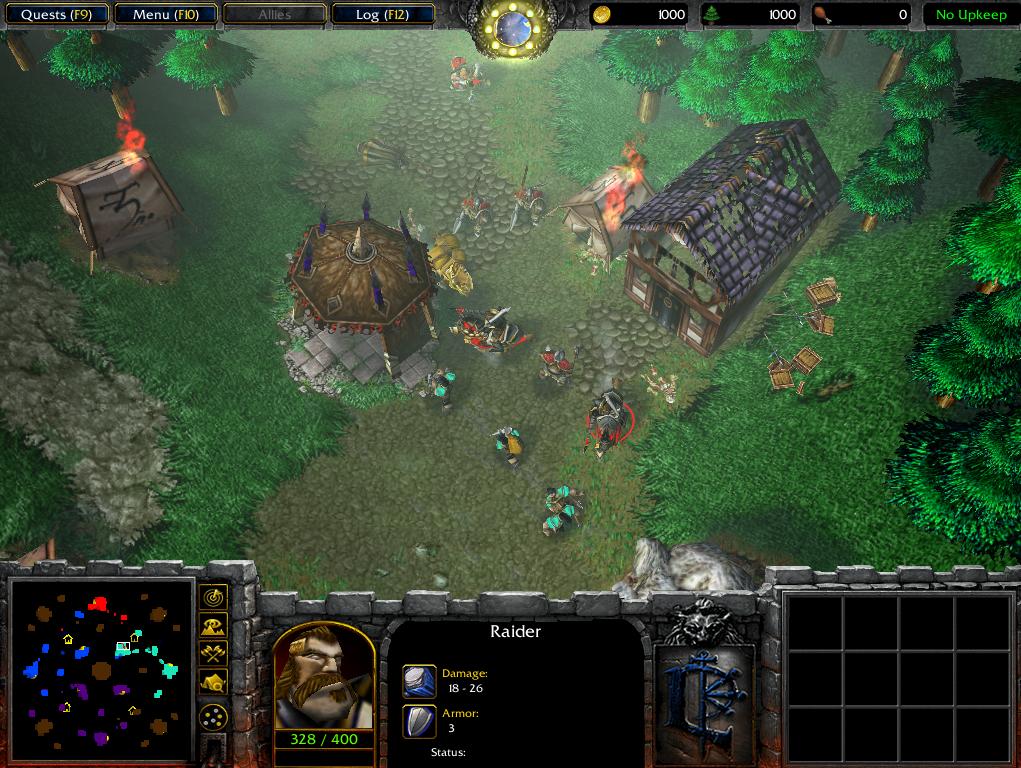 Quests (F9)
Menu (F10)
Allies
Log (F12)
1000
1000
0
No Upkeep
Raider
Damage:
18 - 26
Armor:
3
Status:
328 / 400